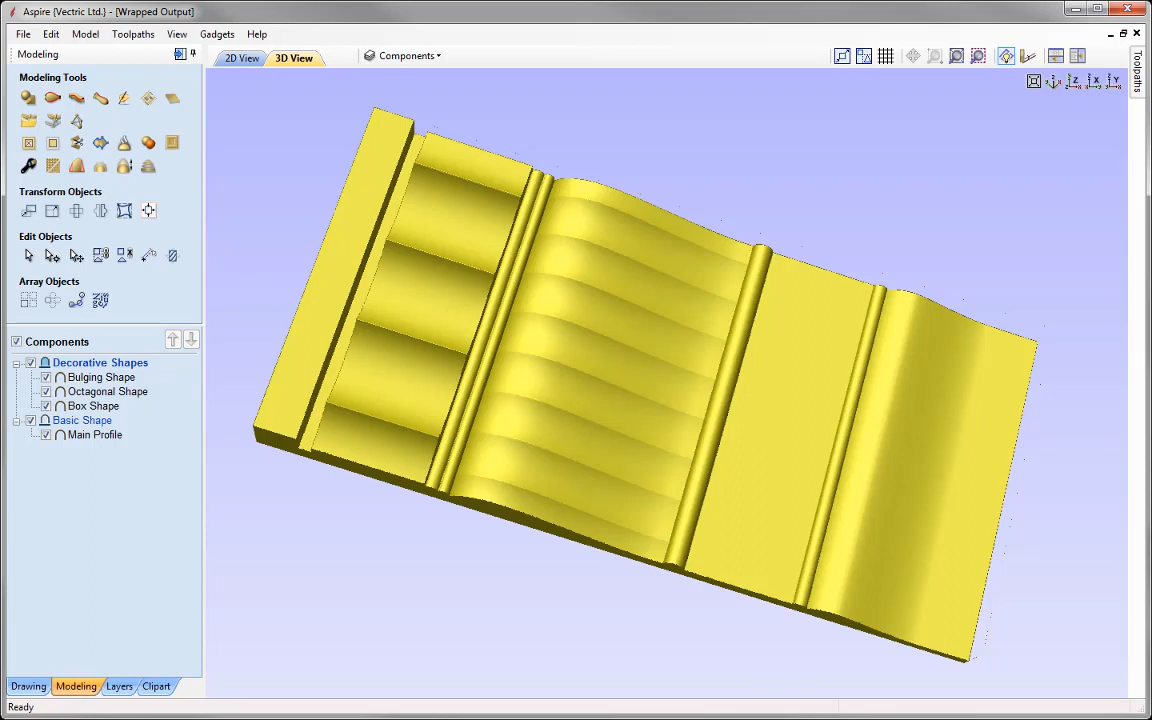 Aspire {Vectric Ltd.} - [Wrapped Output]
File Edit Model Toolpaths View Gadgets Help
Modeling
2D View 3D View Components
Toolpaths
Modeling Tools
Transform Objects
Edit Objects
Array Objects
Components
Decorative Shapes
Bulging Shape
Octagonal Shape
Box Shape
Basic Shape
Main Profile
Drawing Modeling Layers Clipart
Ready